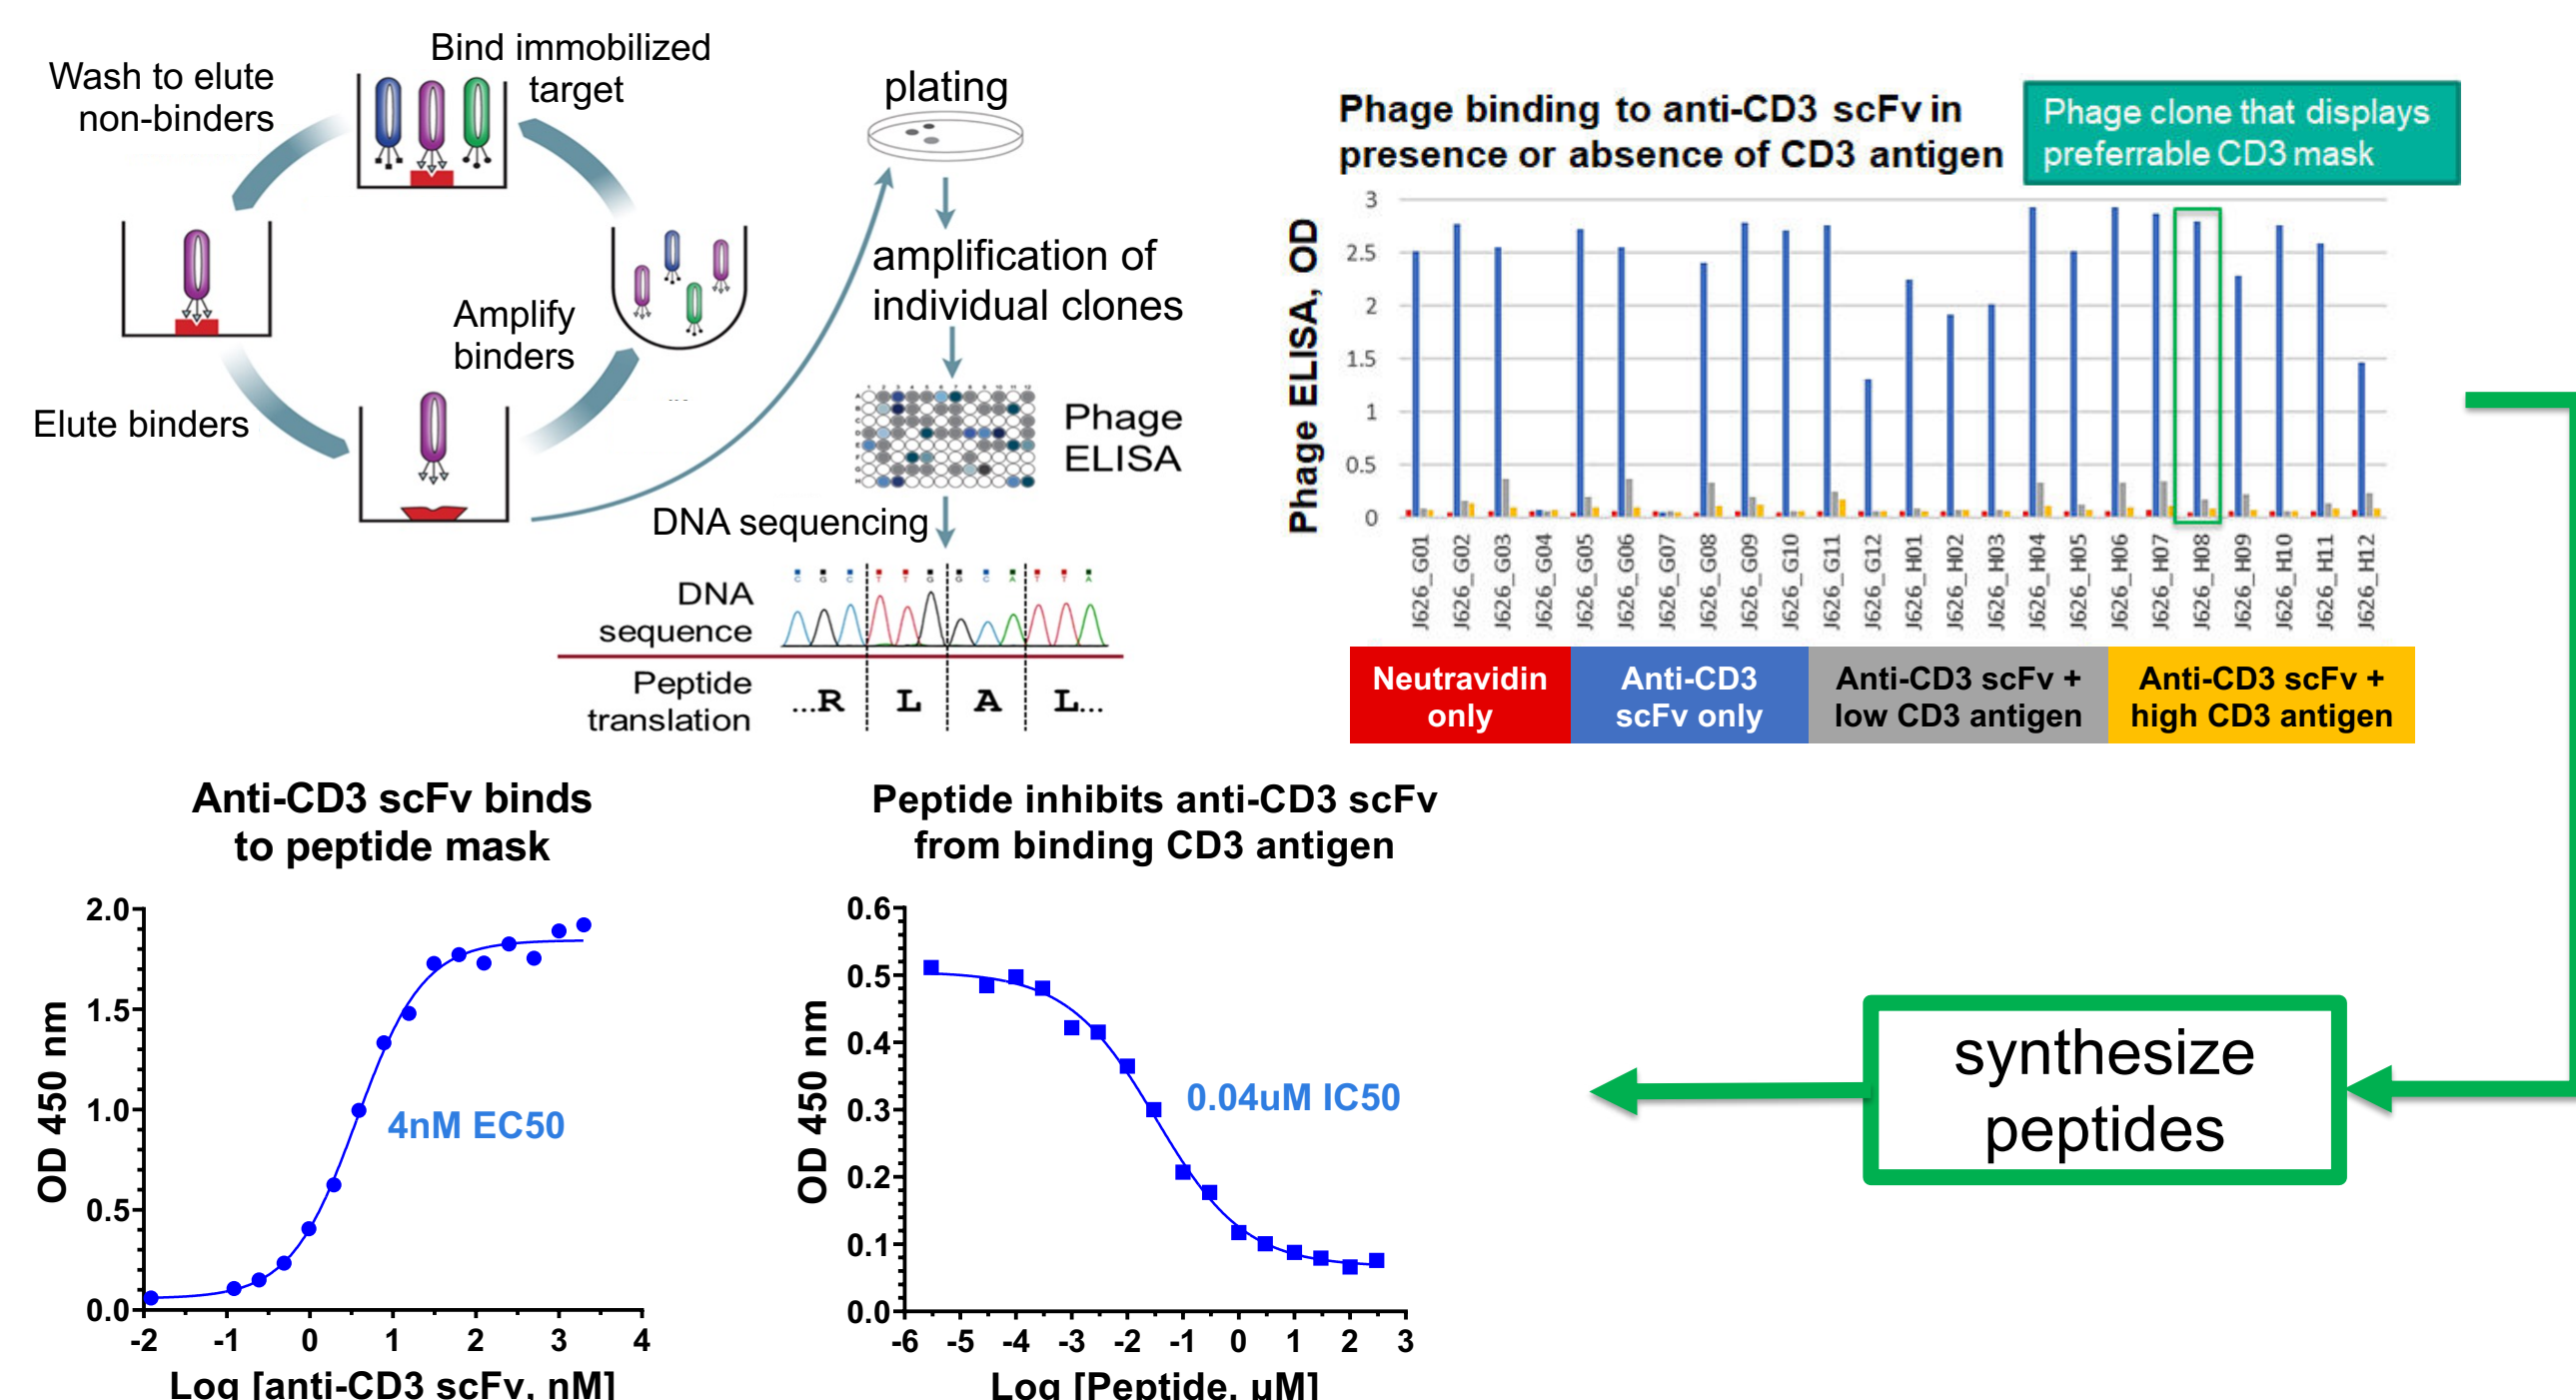 Bind immobilized
target
Wash to elute
non-binders
Amplify
binders
Elute binders
...
plating
amplification of
individual clones
Phage
ELISA
DNA sequencing
DNA
sequence
C G C T T G G C A T T A
Peptide
translation
...R L A L...
Phage binding to anti-CD3 scFv in
presence or absence of CD3 antigen
Phage clone that displays
preferrable CD3 mask
Phage ELISA, OD
3
2.5
2
1.5
1
0.5
0
J626_G01
J626_G02
J626_G03
J626_G04
J626_G05
J626_G06
J626_G07
J626_G08
J626_G09
J626_G10
J626_G11
J626_G12
J626_H01
J626_H02
J626_H03
J626_H04
J626_H05
J626_H06
J626_H07
J626_H08
J626_H09
J626_H10
J626_H11
J626_H12
Neutravidin
only
Anti-CD3
scFv only
Anti-CD3 scFv +
low CD3 antigen
Anti-CD3 scFv +
high CD3 antigen
Anti-CD3 scFv binds
to peptide mask
OD 450 nm
2.0
1.5
1.0
0.5
0.0
4nM EC50
-2 -1 0 1 2 3 4
Log [anti-CD3 scFv, nM]
Peptide inhibits anti-CD3 scFv
from binding CD3 antigen
OD 450 nm
0.6
0.5
0.4
0.3
0.2
0.1
0.0
0.04uM IC50
-6 -5 -4 -3 -2 -1 0 1 2 3
Log [Peptide, µM]
synthesize
peptides